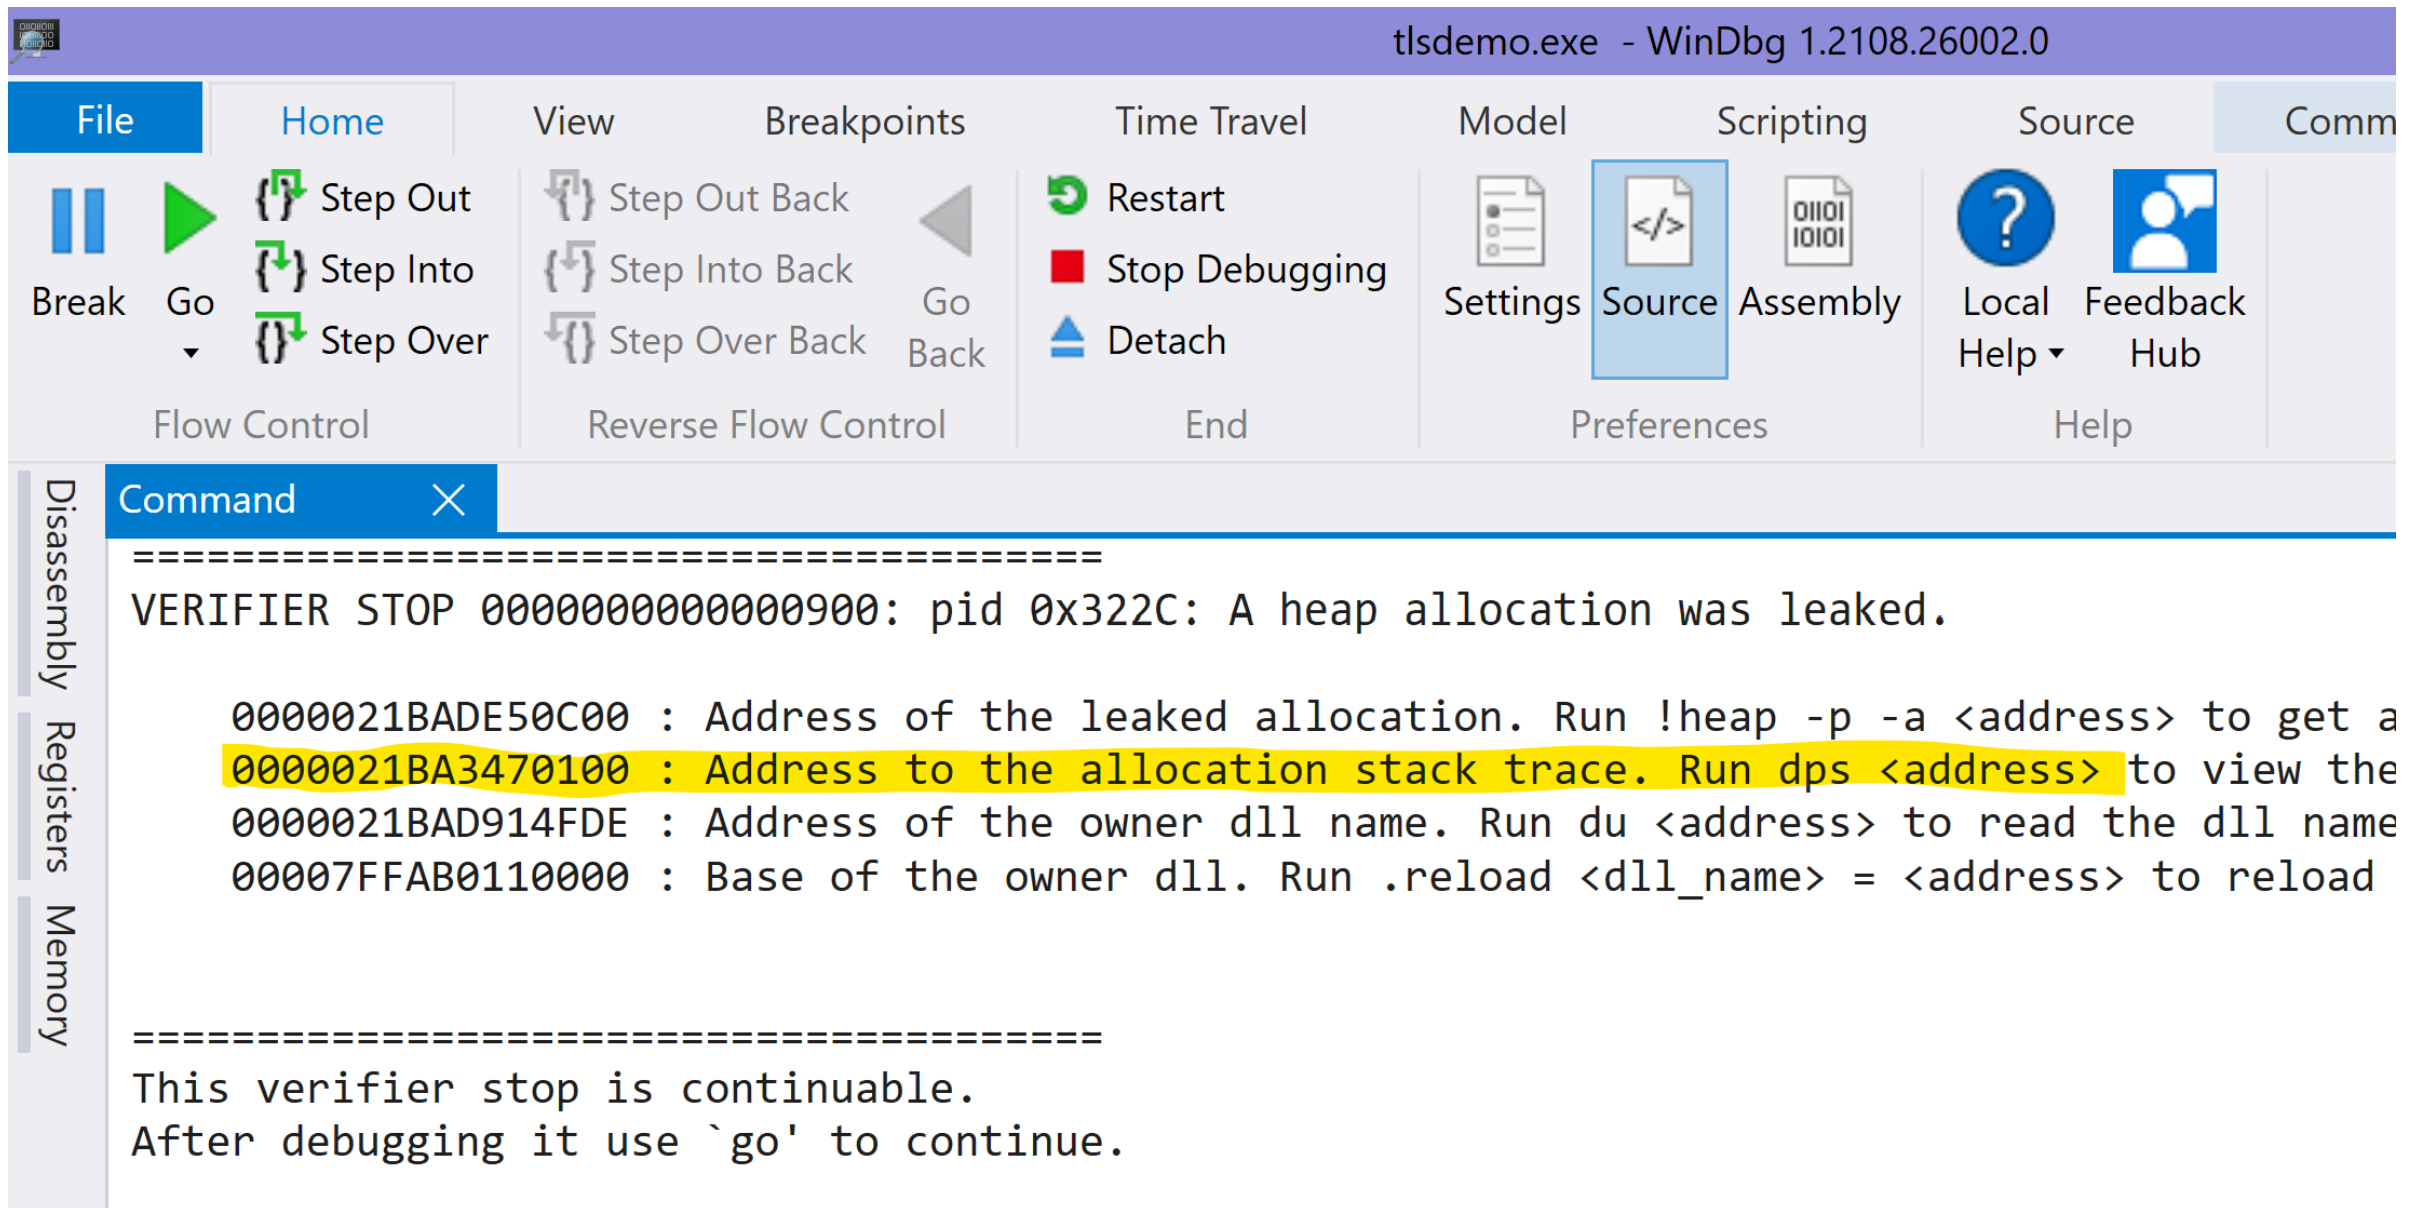 tlsdemo.exe - WinDbg 1.2108.26002.0
File Home View Breakpoints Time Travel Model Scripting Source Comm
Break
Go
Step Out
Step Into
Step Over
Flow Control
Step Out Back
Step Into Back
Step Over Back
Go
Back
Reverse Flow Control
Restart
Stop Debugging
Detach
End
Settings
Source
Assembly
Preferences
Local
Help
Feedback
Hub
Help
Disassembly
Registers
Memory
Command
=======================================
VERIFIER STOP 0000000000000900: pid 0x322C: A heap allocation was leaked.
0000021BADE50C00 : Address of the leaked allocation. Run !heap -p -a <address> to get a
0000021BA3470100 : Address to the allocation stack trace. Run dps <address> to view the
0000021BAD914FDE : Address of the owner dll name. Run du <address> to read the dll name
00007FFAB0110000 : Base of the owner dll. Run .reload <dll_name> = <address> to reload
=======================================
This verifier stop is continuable.
After debugging it use `go' to continue.